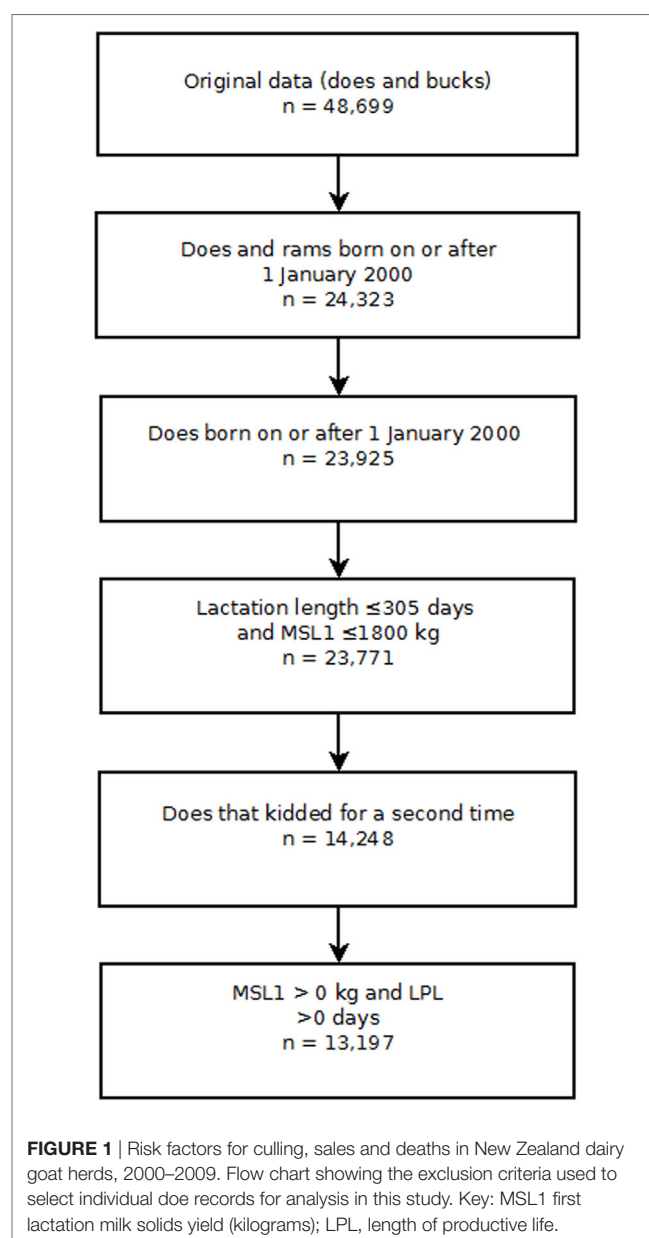 Original data (does and bucks)
n = 48,699
Does and rams born on or after
1 January 2000
n = 24,323
Does born on or after 1 January 2000
n = 23,925
Lactation length ≤305 days
and MSL1 ≤1800 kg
n = 23,771
Does that kidded for a second time
n = 14,248
MSL1 > 0 kg and LPL
>0 days
n = 13,197
FIGURE 1 | Risk factors for culling, sales and deaths in New Zealand dairy
goat herds, 2000–2009. Flow chart showing the exclusion criteria used to
select individual doe records for analysis in this study. Key: MSL1 first
lactation milk solids yield (kilograms); LPL, length of productive life.